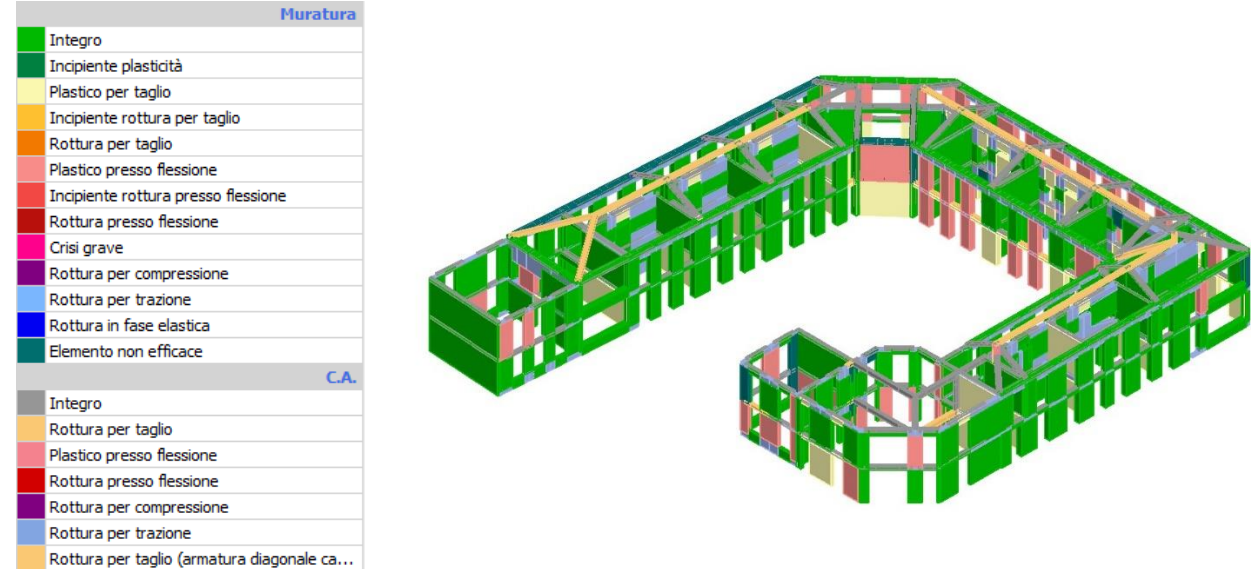 Muratura
Integro
Incipiente plasticità
Plastico per taglio
Incipiente rottura per taglio
Rottura per taglio
Plastico presso flessione
Incipiente rottura presso flessione
Rottura presso flessione
Crisi grave
Rottura per compressione
Rottura per trazione
Rottura in fase elastica
Elemento non efficace
C.A.
Integro
Rottura per taglio
Plastico presso flessione
Rottura presso flessione
Rottura per compressione
Rottura per trazione
Rottura per taglio (armatura diagonale ca...